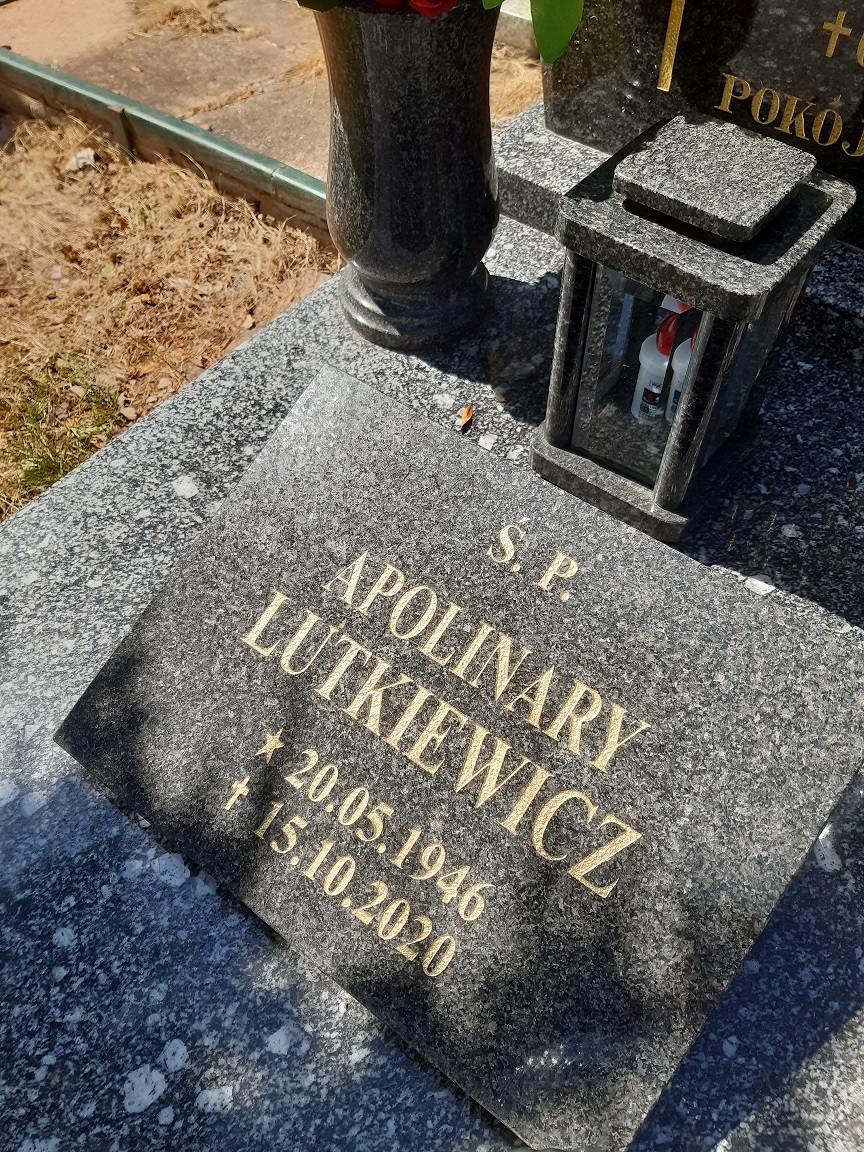 POKÓJ
Ś. P.
APOLINARY
LUTKIEWICZ
★ 20.05.1946
✝ 15.10.2020